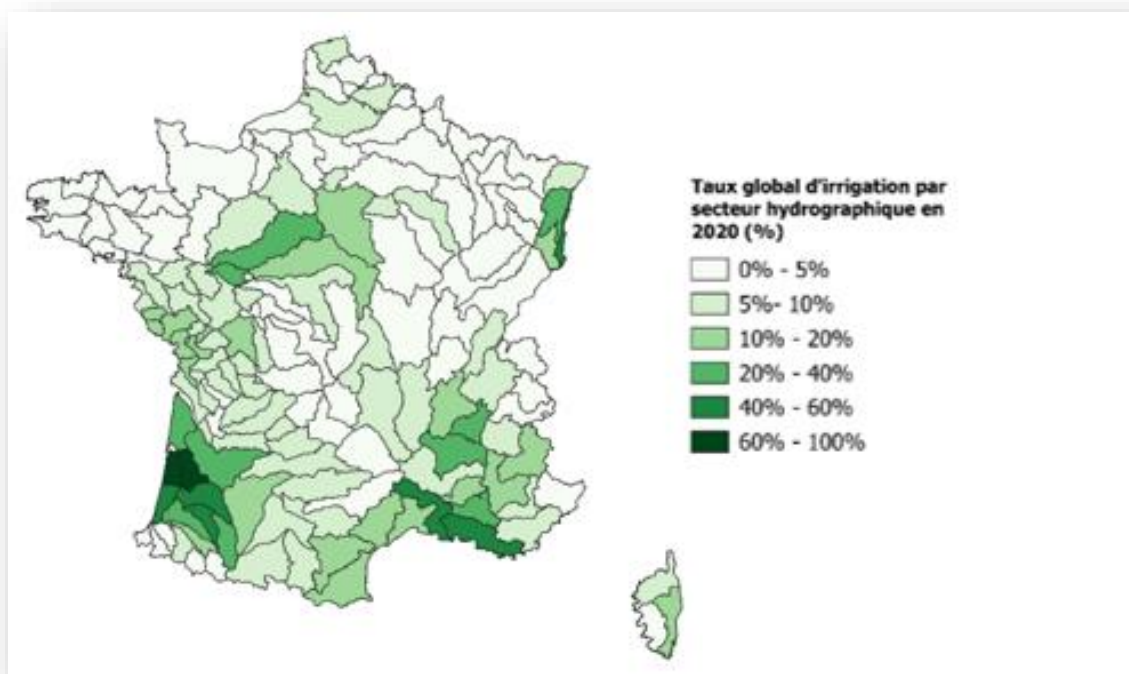 Taux global d'irrigation par
secteur hydrographique en
2020 (%)
0% - 5%
5%- 10%
10% - 20%
20% - 40%
40% - 60%
60% - 100%